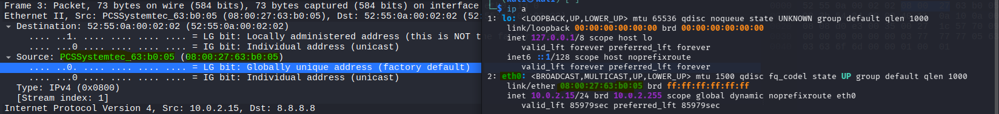 Frame 3: Packet, 73 bytes on wire (584 bits), 73 bytes captured (584 bits) on interface
Ethernet II, Src: PCSSystemtec_63:b0:05 (08:00:27:63:b0:05), Dst: 52:55:0a:00:02:02 (52:
Destination: 52:55:0a:00:02:02 (52:55:0a:00:02:02)
.... ..1. .... .... .... .... = LG bit: Locally administered address (this is NOT t
.... ...0 .... .... .... .... = IG bit: Individual address (unicast)
Source: PCSSystemtec_63:b0:05 (08:00:27:63:b0:05)
.... ..0. .... .... .... .... = LG bit: Globally unique address (factory default)
.... ...0 .... .... .... .... = IG bit: Individual address (unicast)
Type: IPv4 (0x0800)
[Stream index: 1]
Internet Protocol Version 4, Src: 10.0.2.15, Dst: 8.8.8.8
$ ip a
1: lo: <LOOPBACK,UP,LOWER_UP> mtu 65536 qdisc noqueue state UNKNOWN group default qlen 1000
link/loopback 00:00:00:00:00:00 brd 00:00:00:00:00:00
inet 127.0.0.1/8 scope host lo
valid_lft forever preferred_lft forever
inet6 ::1/128 scope host noprefixroute
valid_lft forever preferred_lft forever
2: eth0: <BROADCAST,MULTICAST,UP,LOWER_UP> mtu 1500 qdisc fq_codel state UP group default qlen 1000
link/ether 08:00:27:63:b0:05 brd ff:ff:ff:ff:ff:ff
inet 10.0.2.15/24 brd 10.0.2.255 scope global dynamic noprefixroute eth0
valid_lft 85979sec preferred_lft 85979sec